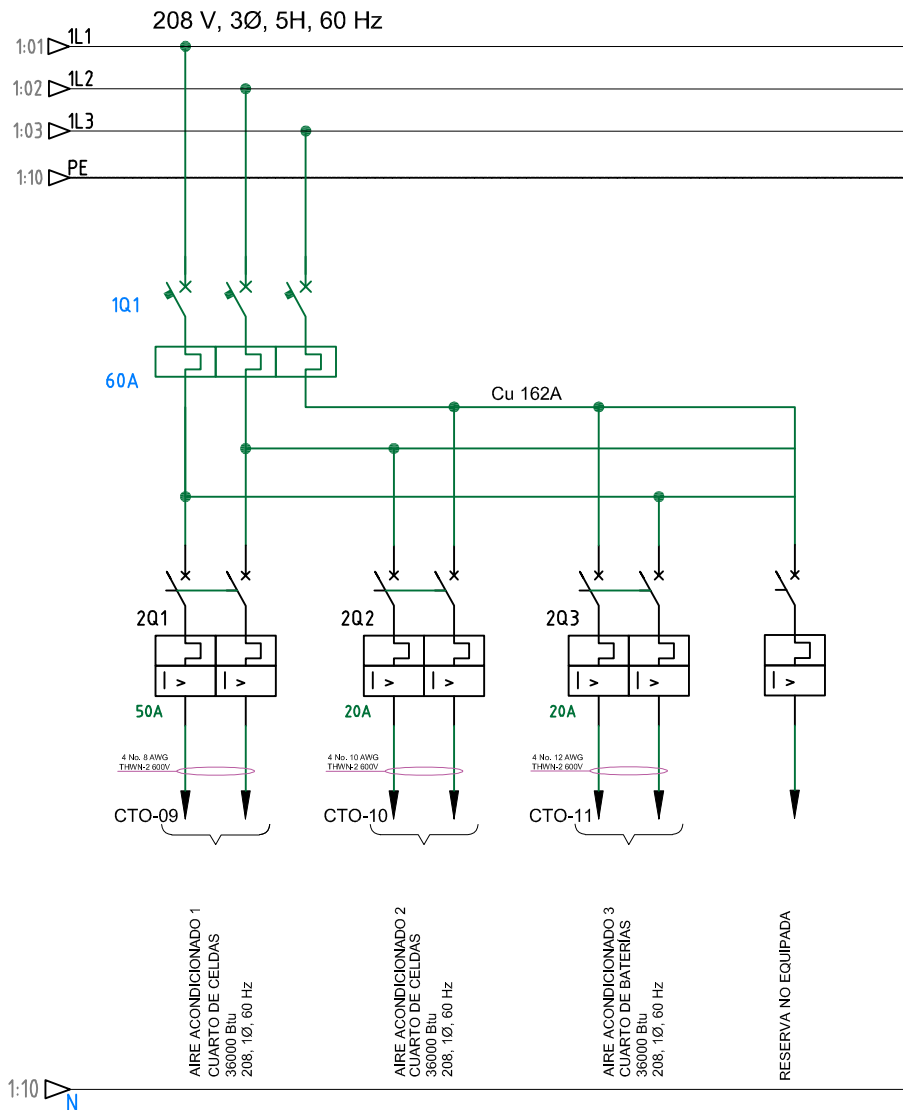 208 V, 3Ø, 5H, 60 Hz
1:01 1L1
1:02 1L2
1:03 1L3
1:10 PE
1Q1
60A
Cu 162A
2Q1
2Q2
2Q3
I >
I >
I >
I >
I >
I >
I >
50A
20A
20A
4 No. 8 AWG
THWN-2 600V
4 No. 10 AWG
THWN-2 600V
4 No. 12 AWG
THWN-2 600V
CTO-09
CTO-10
CTO-11
AIRE ACONDICIONADO 1
CUARTO DE CELDAS
36000 Btu
208, 1Ø, 60 Hz
AIRE ACONDICIONADO 2
CUARTO DE CELDAS
36000 Btu
208, 1Ø, 60 Hz
AIRE ACONDICIONADO 3
CUARTO DE BATERÍAS
36000 Btu
208, 1Ø, 60 Hz
RESERVA NO EQUIPADA
1:10 N